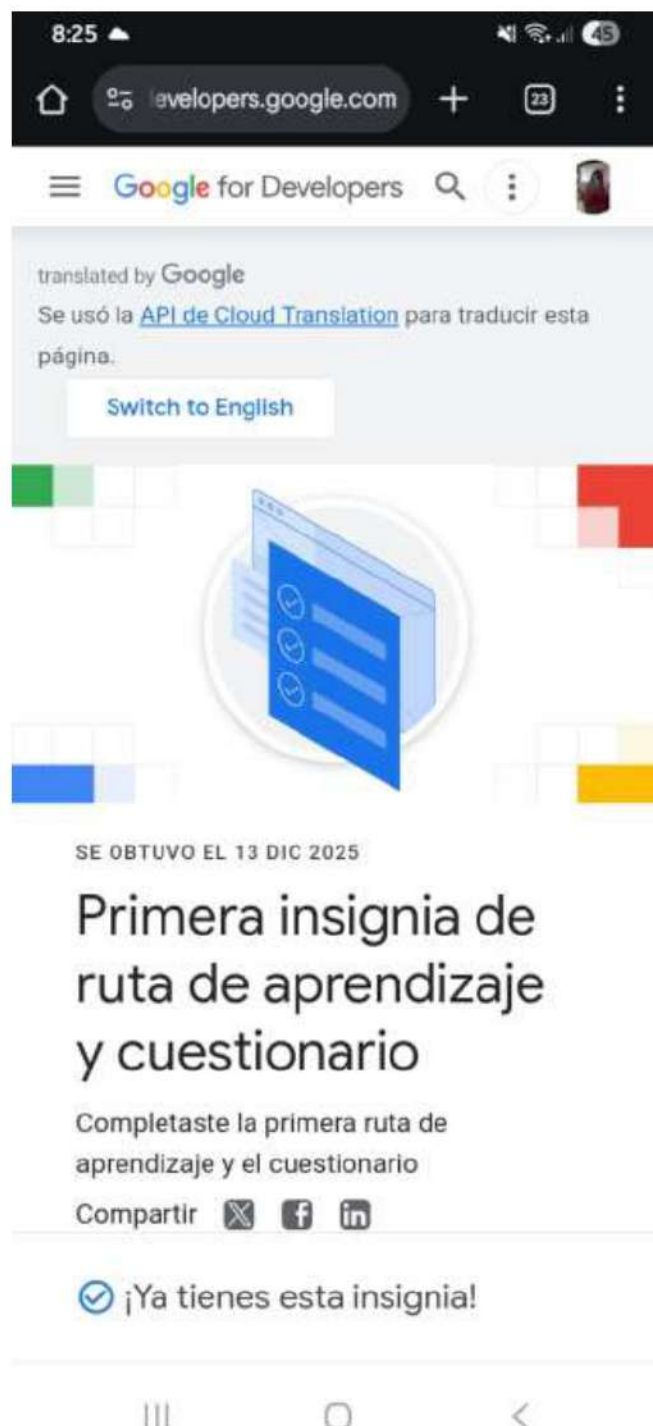 8:25
45
evelopers.google.com
23
Google for Developers
translated by Google
Se usó la API de Cloud Translation para traducir esta
página.
Switch to English
SE OBTUVO EL 13 DIC 2025
Primera insignia de
ruta de aprendizaje
y cuestionario
Completaste la primera ruta de
aprendizaje y el cuestionario
Compartir
¡Ya tienes esta insignia!